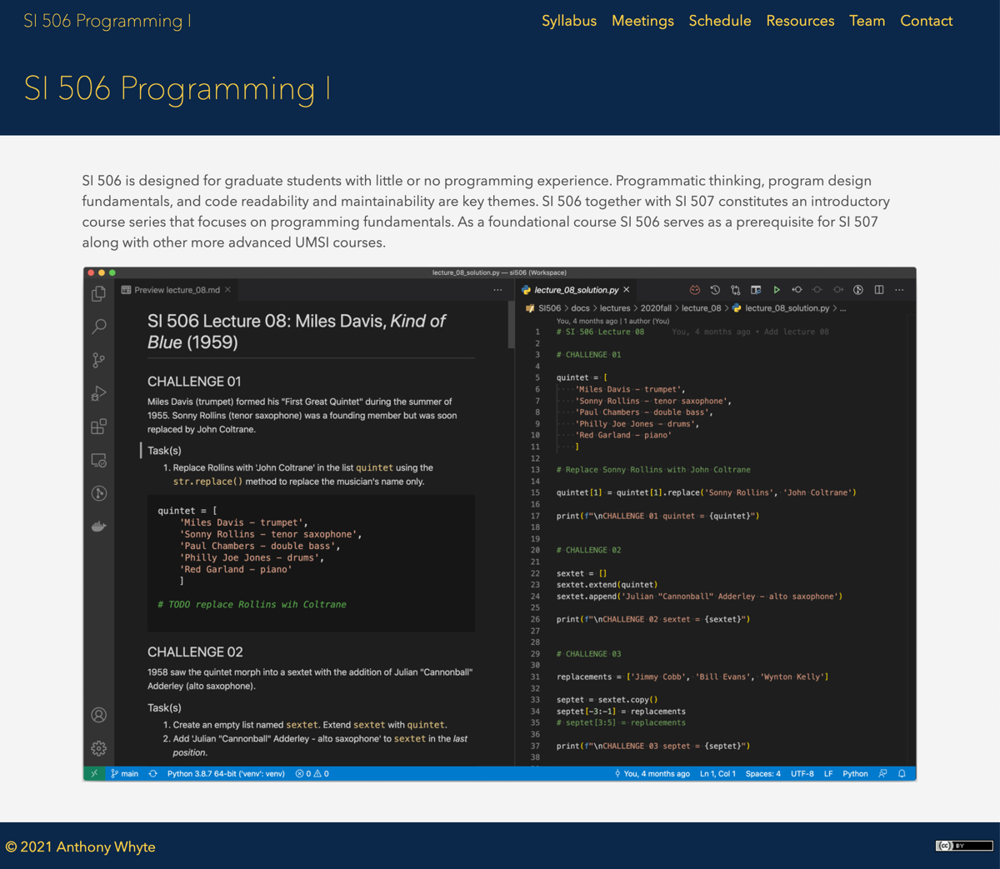 SI 506 Programming I
Syllabus Meetings Schedule Resources Team Contact
SI 506 Programming I
SI 506 is designed for graduate students with little or no programming experience. Programmatic thinking, program design
fundamentals, and code readability and maintainability are key themes. SI 506 together with SI 507 constitutes an introductory
course series that focuses on programming fundamentals. As a foundational course SI 506 serves as a prerequisite for SI 507
along with other more advanced UMSI courses.
lecture_08_solution.py — si506 (Workspace)
Preview lecture_08.md
SI 506 Lecture 08: Miles Davis, Kind of
Blue (1959)
CHALLENGE 01
Miles Davis (trumpet) formed his "First Great Quintet" during the summer of
1955. Sonny Rollins (tenor saxophone) was a founding member but was soon
replaced by John Coltrane.
Task(s)
1. Replace Rollins with 'John Coltrane' in the list quintet using the
str.replace() method to replace the musician's name only.
quintet = [
'Miles Davis – trumpet',
'Sonny Rollins – tenor saxophone',
'Paul Chambers – double bass',
'Philly Joe Jones – drums',
'Red Garland – piano'
]
# TODO replace Rollins wih Coltrane
CHALLENGE 02
1958 saw the quintet morph into a sextet with the addition of Julian "Cannonball"
Adderley (alto saxophone).
Task(s)
1. Create an empty list named sextet. Extend sextet with quintet.
2. Add 'Julian "Cannonball" Adderley - alto saxophone' to sextet in the last
position.
lecture_08_solution.py
SI506 > docs > lectures > 2020fall > lecture_08 > lecture_08_solution.py > ...
You, 4 months ago | 1 author (You)
1 # SI 506 Lecture 08 You, 4 months ago • Add lecture 08
2
3 # CHALLENGE 01
4
5 quintet = [
6 'Miles Davis – trumpet',
7 'Sonny Rollins – tenor saxophone',
8 'Paul Chambers – double bass',
9 'Philly Joe Jones – drums',
10 'Red Garland – piano'
11 ]
12
13 # Replace Sonny Rollins with John Coltrane
14
15 quintet[1] = quintet[1].replace('Sonny Rollins', 'John Coltrane')
16
17 print(f"\nCHALLENGE 01 quintet = {quintet}")
18
19
20 # CHALLENGE 02
21
22 sextet = []
23 sextet.extend(quintet)
24 sextet.append('Julian "Cannonball" Adderley – alto saxophone')
25
26 print(f"\nCHALLENGE 02 sextet = {sextet}")
27
28
29 # CHALLENGE 03
30
31 replacements = ['Jimmy Cobb', 'Bill Evans', 'Wynton Kelly']
32
33 septet = sextet.copy()
34 septet[-3:-1] = replacements
35 # septet[3:5] = replacements
36
37 print(f"\nCHALLENGE 03 septet = {septet}")
38
main Python 3.8.7 64-bit ('venv': venv) 0 0 You, 4 months ago Ln 1, Col 1 Spaces: 4 UTF-8 LF Python
© 2021 Anthony Whyte
cc BY